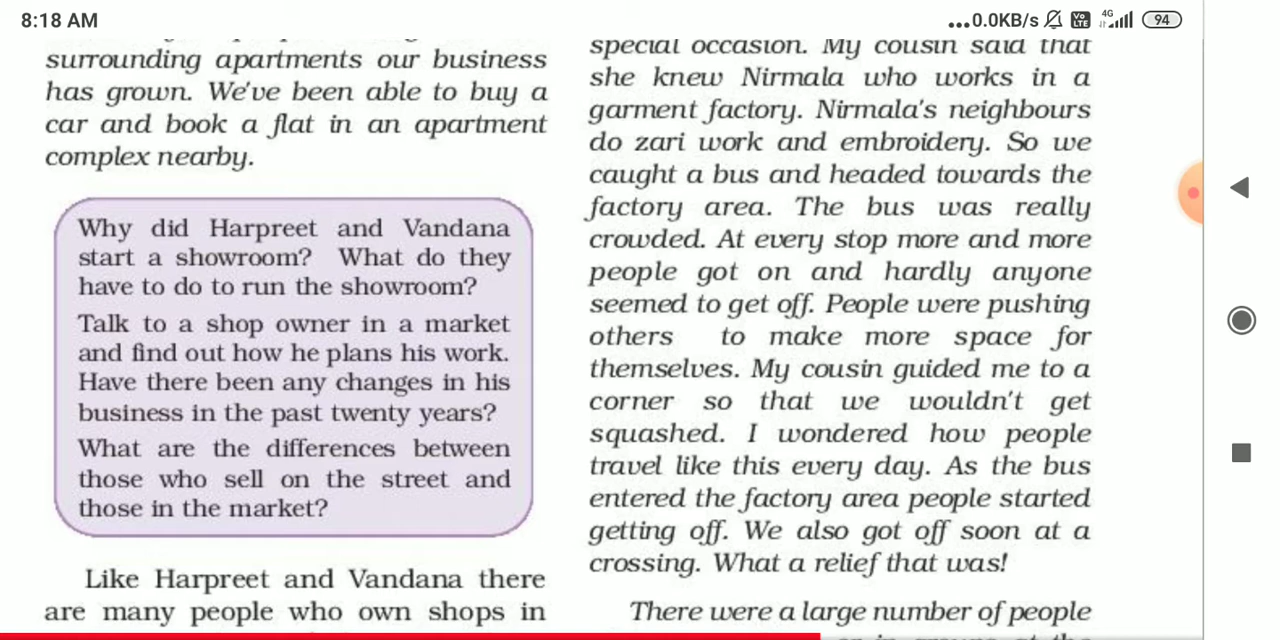 8:18 AM
...0.0KB/s VoLTE 4G 94
surrounding apartments our business
has grown. We've been able to buy a
car and book a flat in an apartment
complex nearby.
Why did Harpreet and Vandana
start a showroom? What do they
have to do to run the showroom?
Talk to a shop owner in a market
and find out how he plans his work.
Have there been any changes in his
business in the past twenty years?
What are the differences between
those who sell on the street and
those in the market?
Like Harpreet and Vandana there
are many people who own shops in
special occasion. My cousin said that
she knew Nirmala who works in a
garment factory. Nirmala's neighbours
do zari work and embroidery. So we
caught a bus and headed towards the
factory area. The bus was really
crowded. At every stop more and more
people got on and hardly anyone
seemed to get off. People were pushing
others to make more space for
themselves. My cousin guided me to a
corner so that we wouldn't get
squashed. I wondered how people
travel like this every day. As the bus
entered the factory area people started
getting off. We also got off soon at a
crossing. What a relief that was!
There were a large number of people